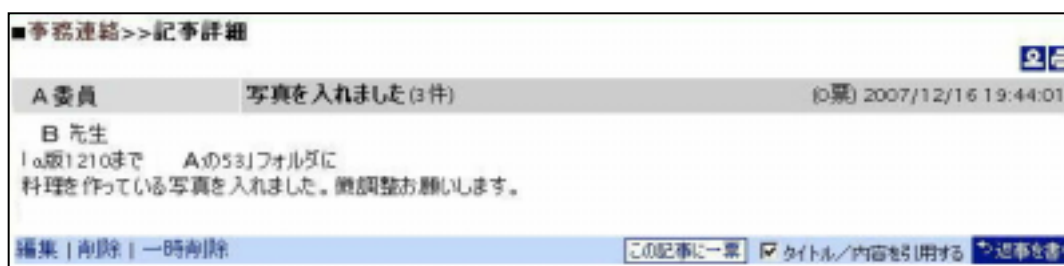 ■事務連絡>>記事詳細
A委員 写真を入れました(3件) (0票) 2007/12/16 19:44:01
B 先生
「α版1210まで Aの53」フォルダに
料理を作っている写真を入れました。微調整お願いします。
編集 | 削除 | 一時削除 この記事に一票 タイトル/内容を引用する 返事を書